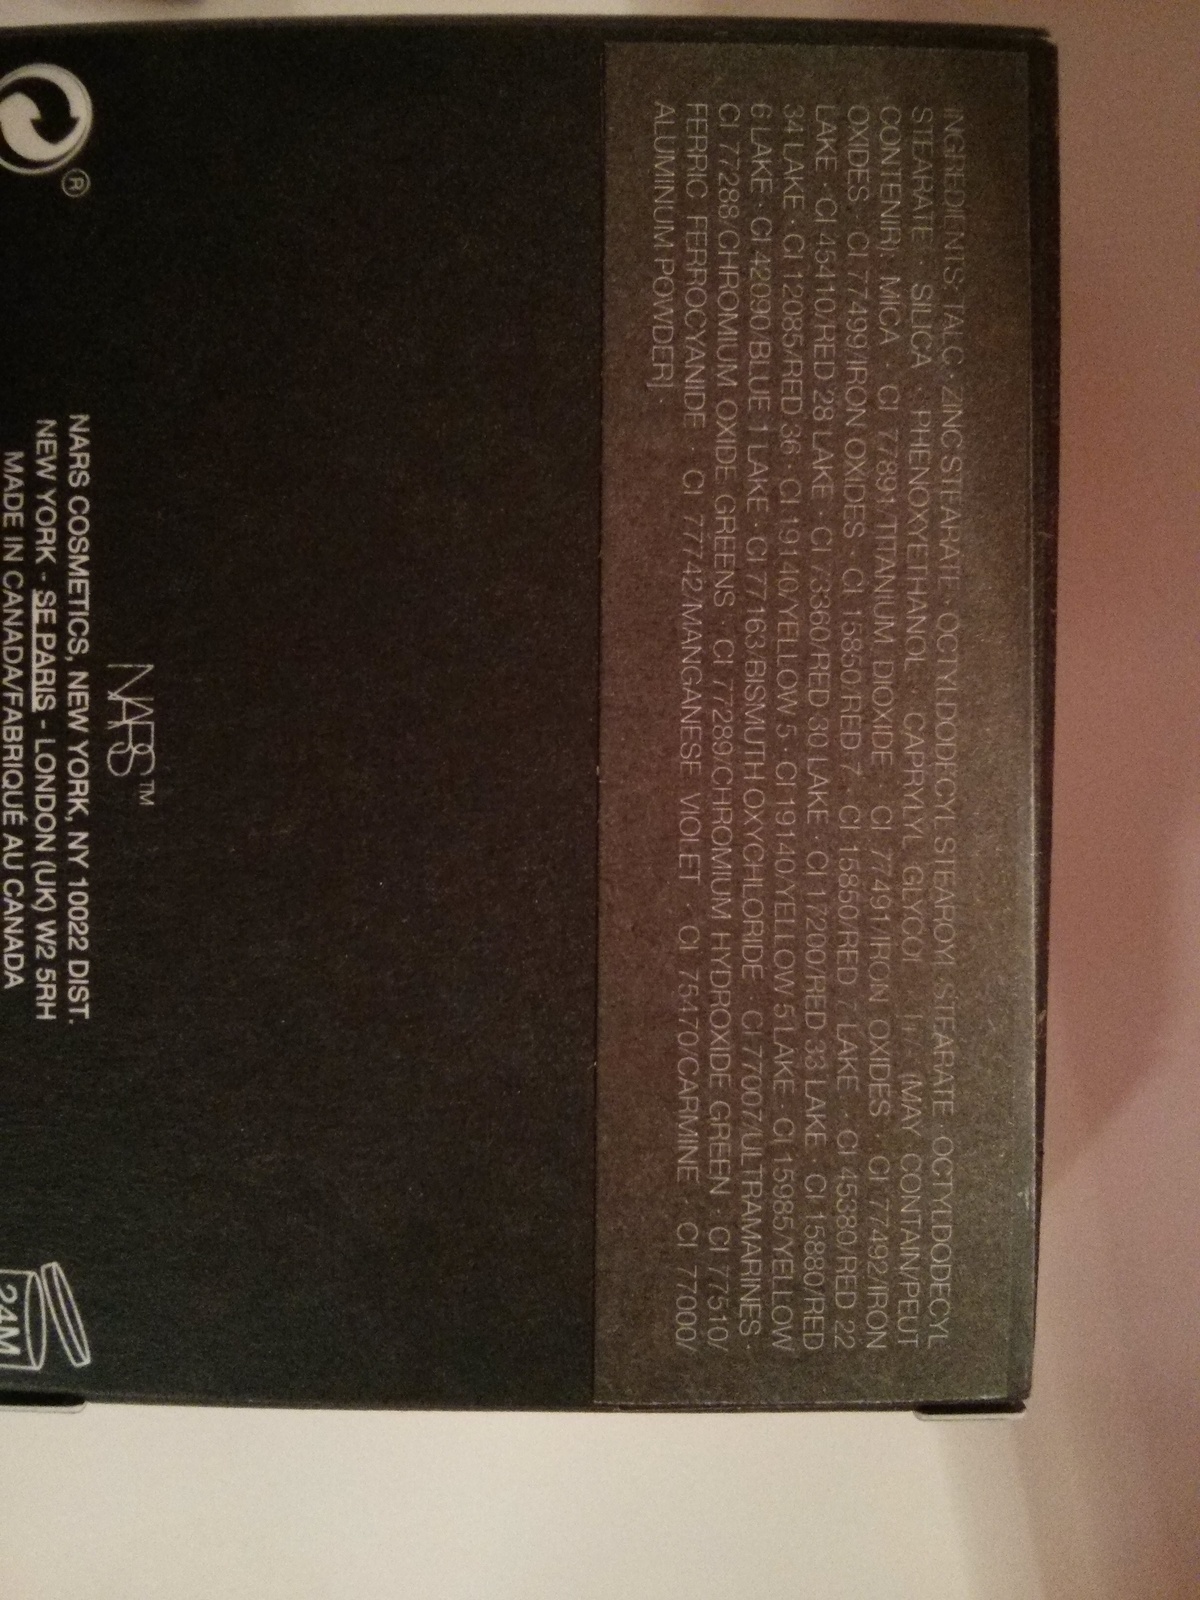 INGREDIENTS: TALC · ZINC STEARATE · OCTYLDODECYL STEAROYL STEARATE · OCTYLDODECYL
STEARATE · SILICA · PHENOXYETHANOL · CAPRYLYL GLYCOL [+/- (MAY CONTAIN/PEUT
CONTENIR): MICA · CI 77891/TITANIUM DIOXIDE · CI 77491/IRON OXIDES · CI 77492/IRON
OXIDES · CI 77499/IRON OXIDES · CI 15850/RED 7 · CI 15850/RED 7 LAKE · CI 45380/RED 22
LAKE · CI 45410/RED 28 LAKE · CI 73360/RED 30 LAKE · CI 17200/RED 33 LAKE · CI 15880/RED
34 LAKE · CI 12085/RED 36 · CI 19140/YELLOW 5 · CI 19140/YELLOW 5 LAKE · CI 15985/YELLOW
6 LAKE · CI 42090/BLUE 1 LAKE · CI 77163/BISMUTH OXYCHLORIDE · CI 77007/ULTRAMARINES ·
CI 77288/CHROMIUM OXIDE GREENS · CI 77289/CHROMIUM HYDROXIDE GREEN · CI 77510/
FERRIC FERROCYANIDE · CI 77742/MANGANESE VIOLET · CI 75470/CARMINE · CI 77000/
ALUMINUM POWDER] ·
NARS™
NARS COSMETICS, NEW YORK, NY 10022 DIST.
NEW YORK · SE PARIS - LONDON (UK) W2 5RH
MADE IN CANADA/FABRIQUÉ AU CANADA
®
24M